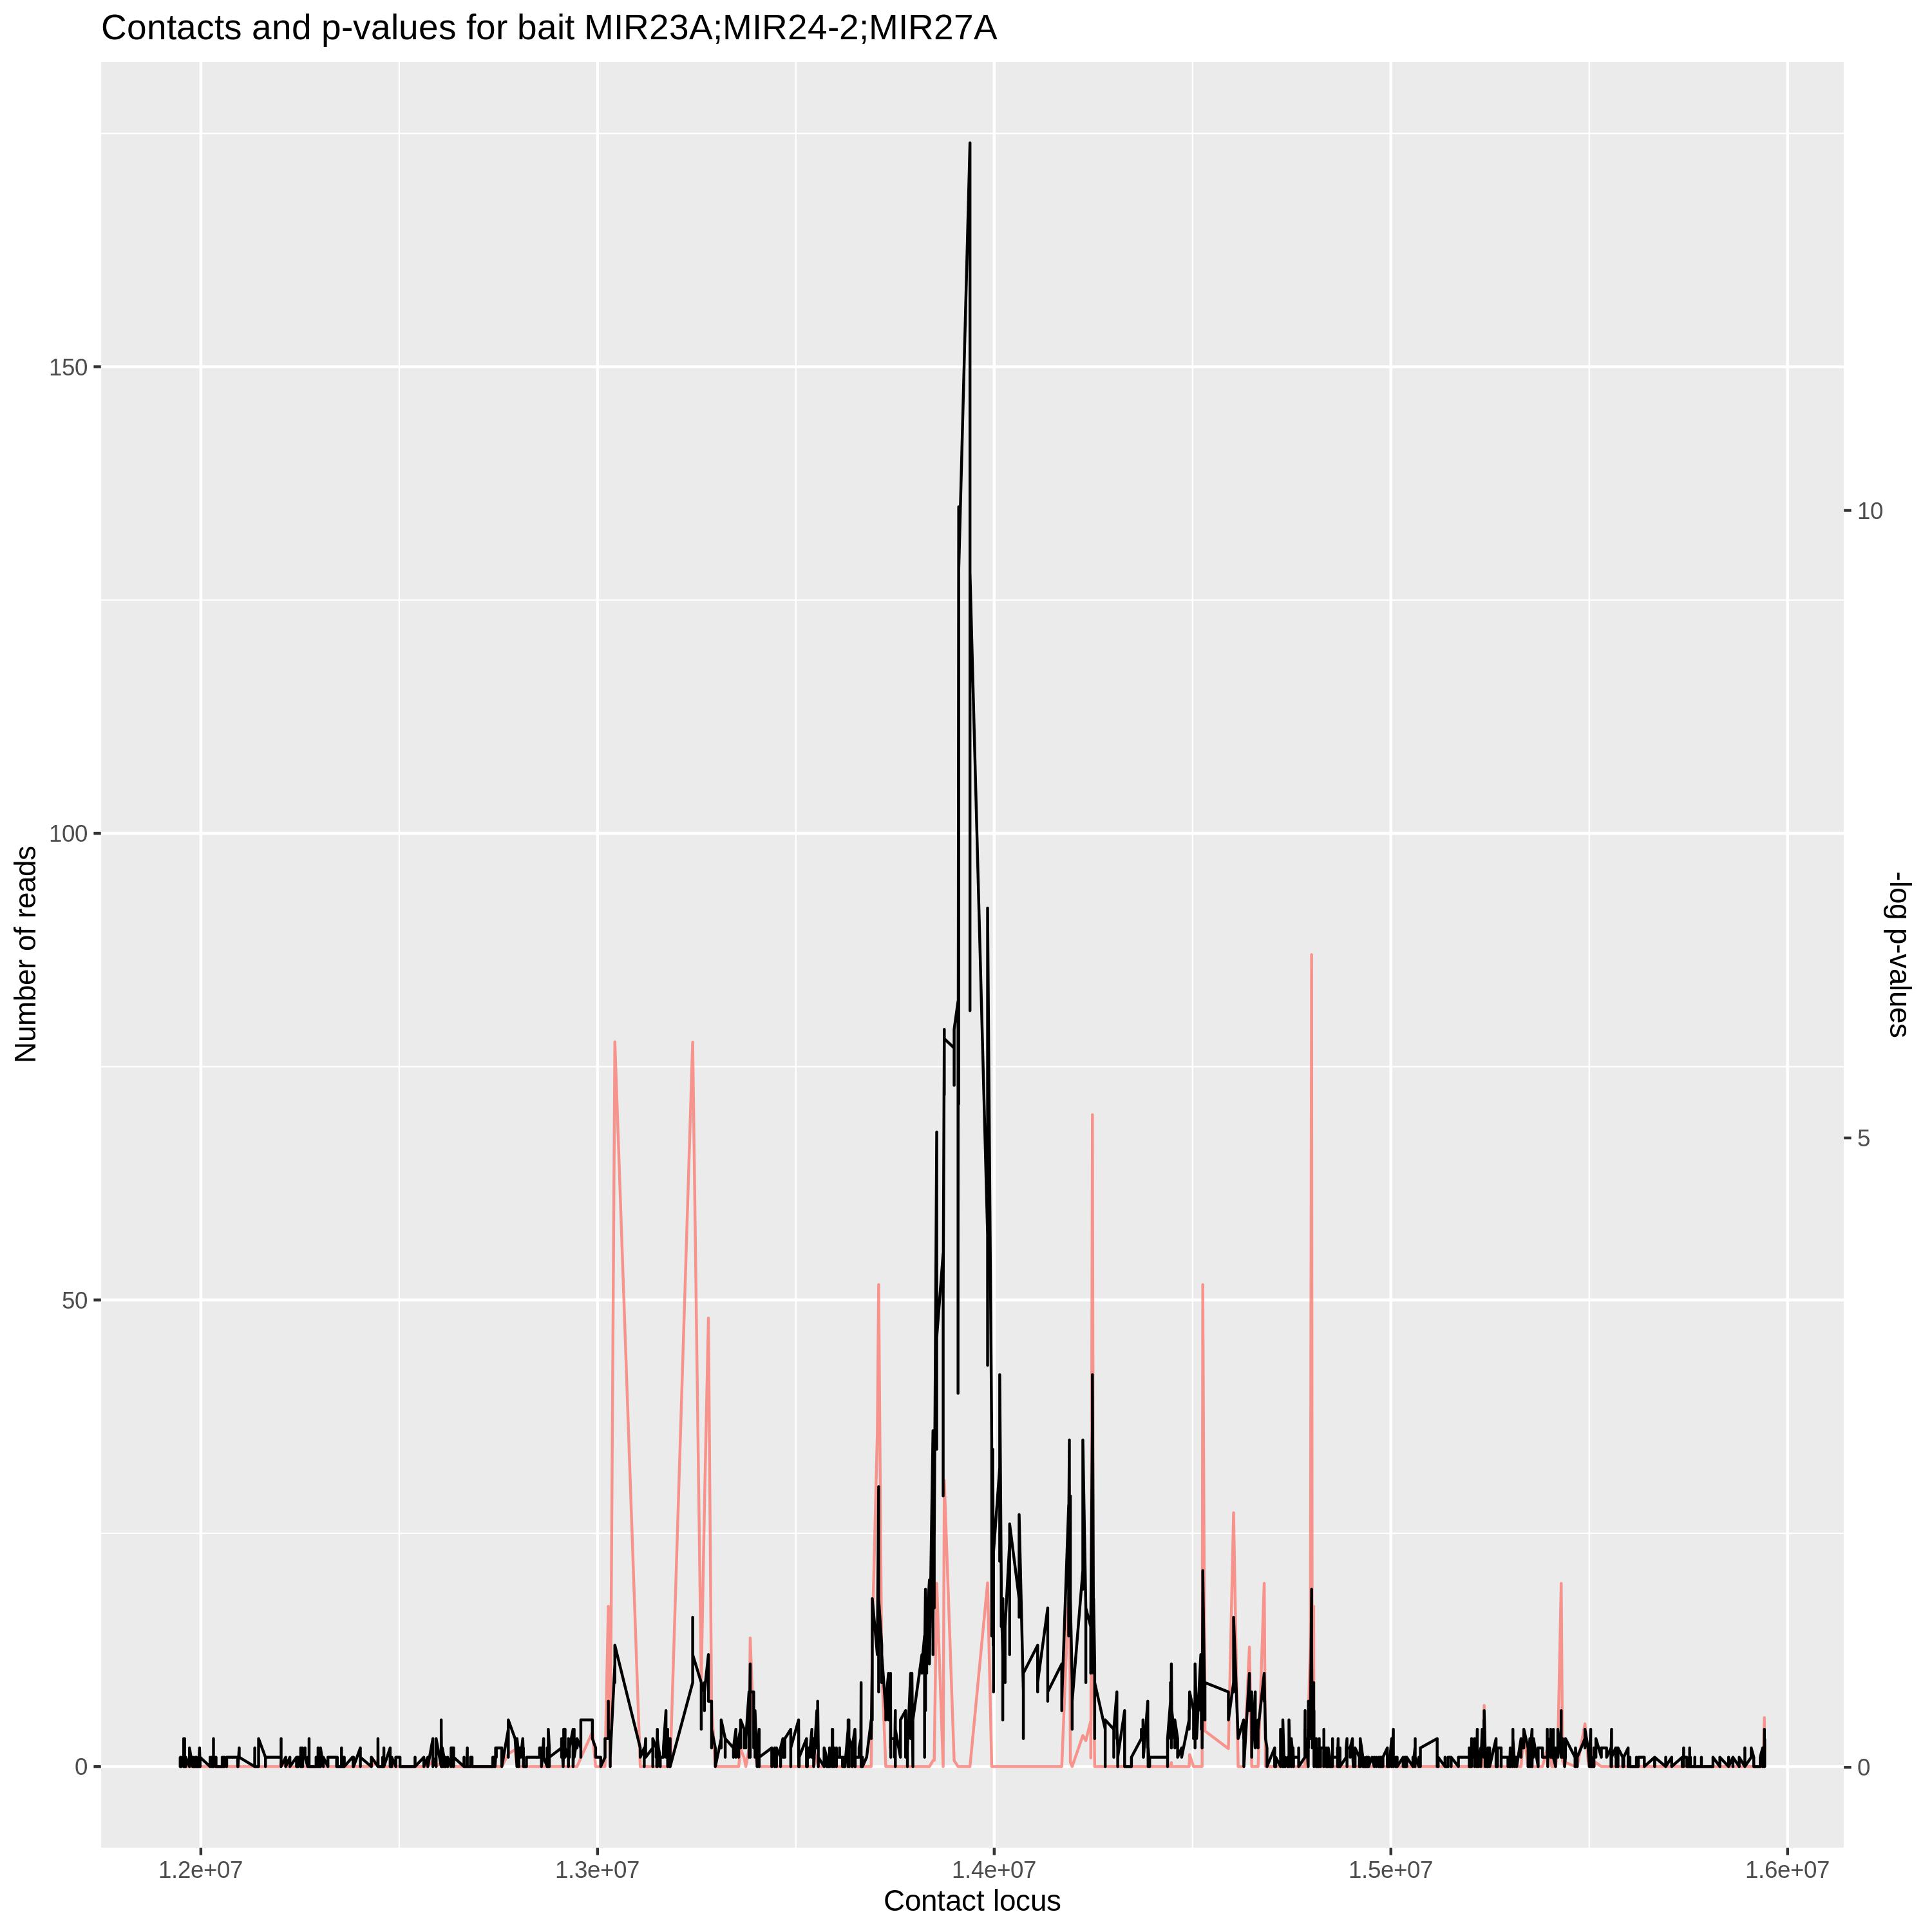 Contacts and p-values for bait MIR23A;MIR24-2;MIR27A
150
100
50
0
Number of reads
10
5
0
-log p-values
1.2e+07
1.3e+07
1.4e+07
1.5e+07
1.6e+07
Contact locus